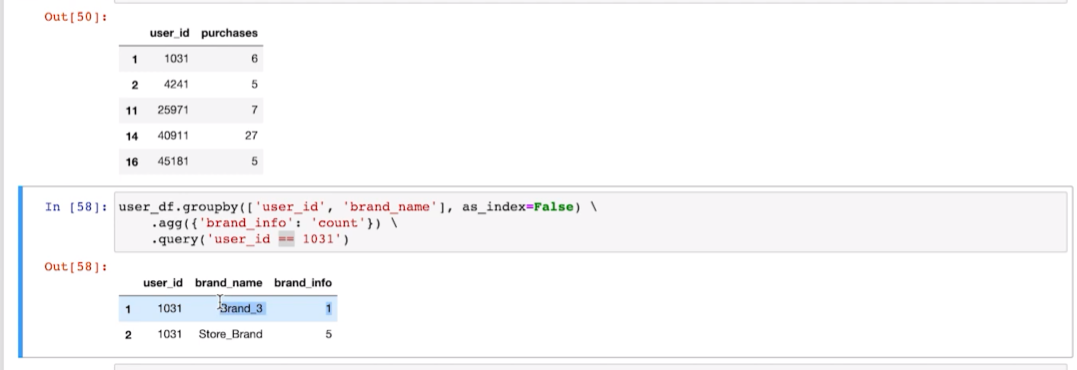 Out[50]:
user_id purchases
1 1031 6
2 4241 5
11 25971 7
14 40911 27
16 45181 5
In [58]: user_df.groupby(['user_id', 'brand_name'], as_index=False) \
.agg({'brand_info': 'count'}) \
.query('user_id == 1031')
Out[58]:
user_id brand_name brand_info
1 1031 Brand_3 1
2 1031 Store_Brand 5